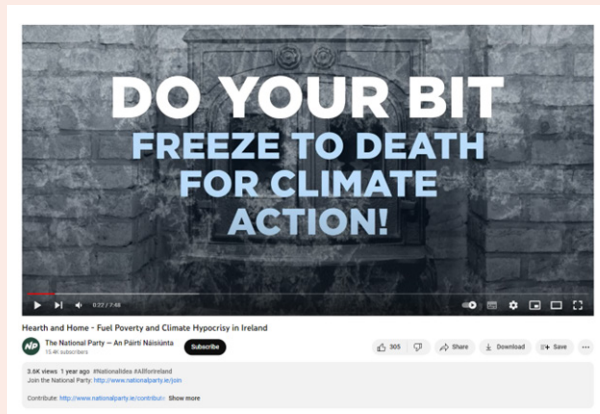 DO YOUR BIT
FREEZE TO DEATH
FOR CLIMATE
ACTION!
0:22 / 7:48
Hearth and Home - Fuel Poverty and Climate Hypocrisy in Ireland
NP
The National Party – An Páirtí Náisiúnta
15.4K subscribers
Subscribe
305
Share
Download
Save
3.6K views 1 year ago #NationalIdea #AllforIreland
Join the National Party: http://www.nationalparty.ie/join
Contribute: http://www.nationalparty.ie/contribute Show more